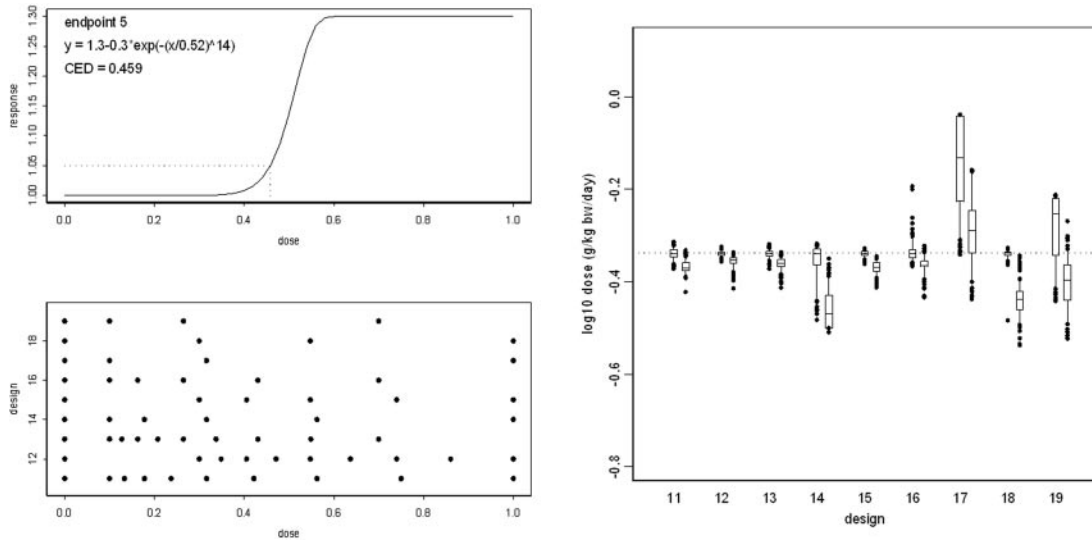 endpoint 5
y = 1.3-0.3*exp(-(x/0.52)^14)
CED = 0.459
response
1.30
1.25
1.20
1.15
1.10
1.05
1.00
0.0 0.2 0.4 0.6 0.8 1.0
dose
design
18
16
14
12
0.0 0.2 0.4 0.6 0.8 1.0
dose
log10 dose (g/kg bw/day)
0.0
-0.2
-0.4
-0.6
-0.8
11 12 13 14 15 16 17 18 19
design